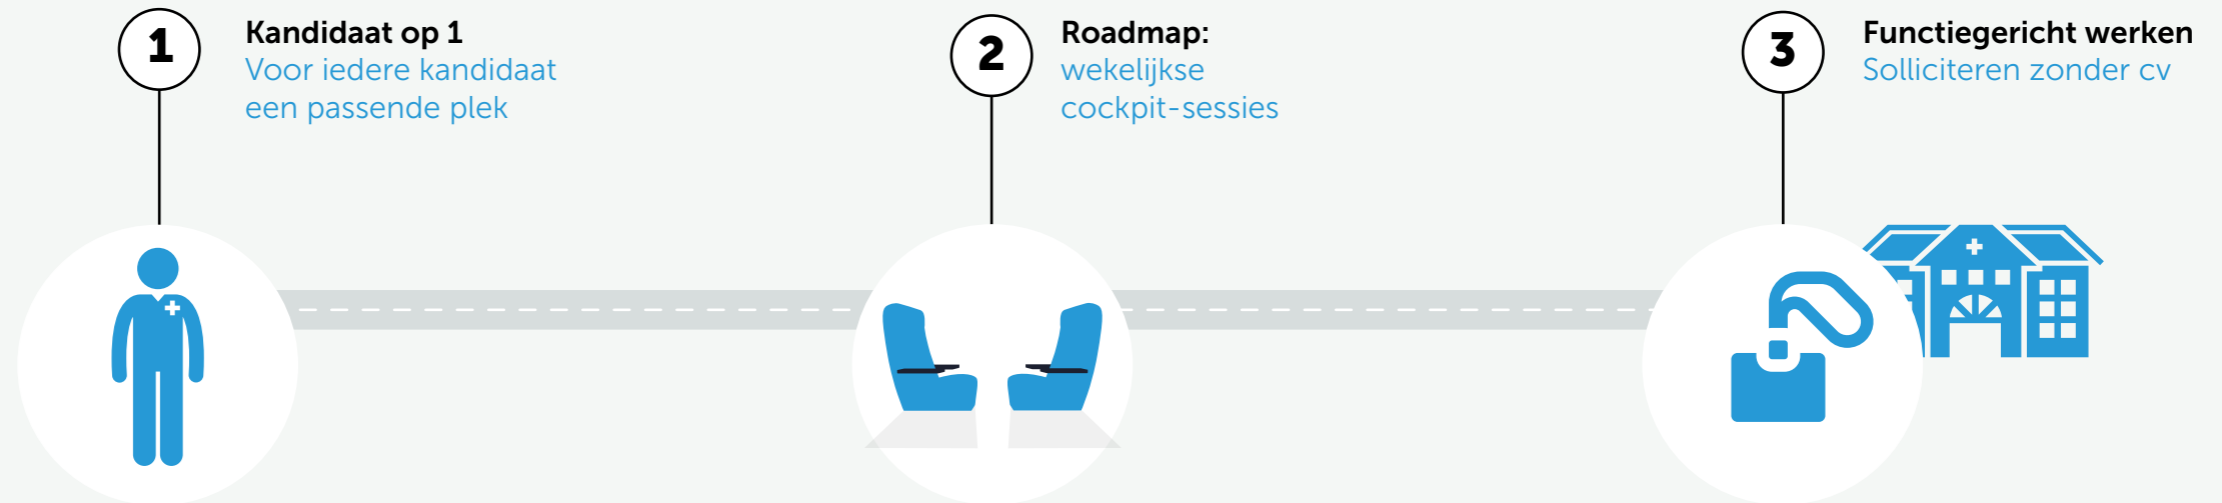 1
Kandidaat op 1
Voor iedere kandidaat
een passende plek
2
Roadmap:
wekelijkse
cockpit-sessies
3
Functiegericht werken
Solliciteren zonder cv